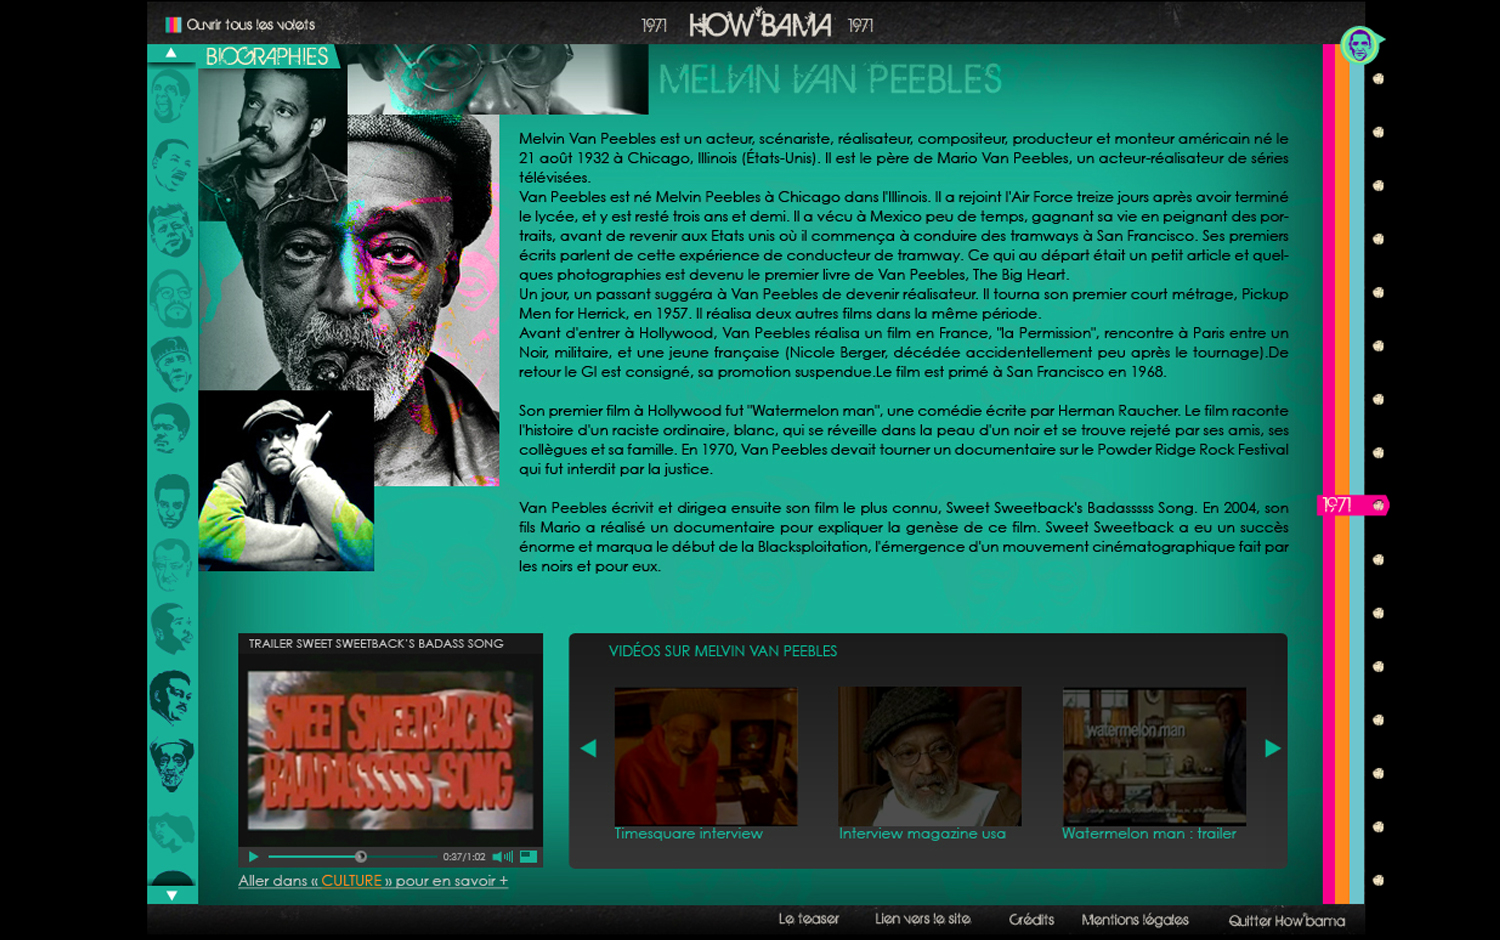 Ouvrir tous les volets
1971 HOW'BAMA 1971
BIOGRAPHIES
MELVIN VAN PEEBLES
Melvin Van Peebles est un acteur, scénariste, réalisateur, compositeur, producteur et monteur américain né le
21 août 1932 à Chicago, Illinois (États-Unis). Il est le père de Mario Van Peebles, un acteur-réalisateur de séries
télévisées.
Van Peebles est né Melvin Peebles à Chicago dans l'Illinois. Il a rejoint l'Air Force treize jours après avoir terminé
le lycée, et y est resté trois ans et demi. Il a vécu à Mexico peu de temps, gagnant sa vie en peignant des por-
traits, avant de revenir aux Etats unis où il commença à conduire des tramways à San Francisco. Ses premiers
écrits parlent de cette expérience de conducteur de tramway. Ce qui au départ était un petit article et quel-
ques photographies est devenu le premier livre de Van Peebles, The Big Heart.
Un jour, un passant suggéra à Van Peebles de devenir réalisateur. Il tourna son premier court métrage, Pickup
Men for Herrick, en 1957. Il réalisa deux autres films dans la même période.
Avant d'entrer à Hollywood, Van Peebles réalisa un film en France, "la Permission", rencontre à Paris entre un
Noir, militaire, et une jeune française (Nicole Berger, décédée accidentellement peu après le tournage).De
retour le GI est consigné, sa promotion suspendue.Le film est primé à San Francisco en 1968.
Son premier film à Hollywood fut "Watermelon man", une comédie écrite par Herman Raucher. Le film raconte
l'histoire d'un raciste ordinaire, blanc, qui se réveille dans la peau d'un noir et se trouve rejeté par ses amis, ses
collègues et sa famille. En 1970, Van Peebles devait tourner un documentaire sur le Powder Ridge Rock Festival
qui fut interdit par la justice.
Van Peebles écrivit et dirigea ensuite son film le plus connu, Sweet Sweetback's Badasssss Song. En 2004, son
fils Mario a réalisé un documentaire pour expliquer la genèse de ce film. Sweet Sweetback a eu un succès
énorme et marqua le début de la Blacksploitation, l'émergence d'un mouvement cinématographique fait par
les noirs et pour eux.
1971
TRAILER SWEET SWEETBACK'S BADASS SONG
SWEET SWEETBACK'S
BAADASSSSS SONG
0:37/1:02
Aller dans « CULTURE » pour en savoir +
VIDÉOS SUR MELVIN VAN PEEBLES
watermelon man
Timesquare interview
Interview magazine usa
Watermelon man : trailer
Le teaser
Lien vers le site
Crédits
Mentions légales
Quitter How'bama